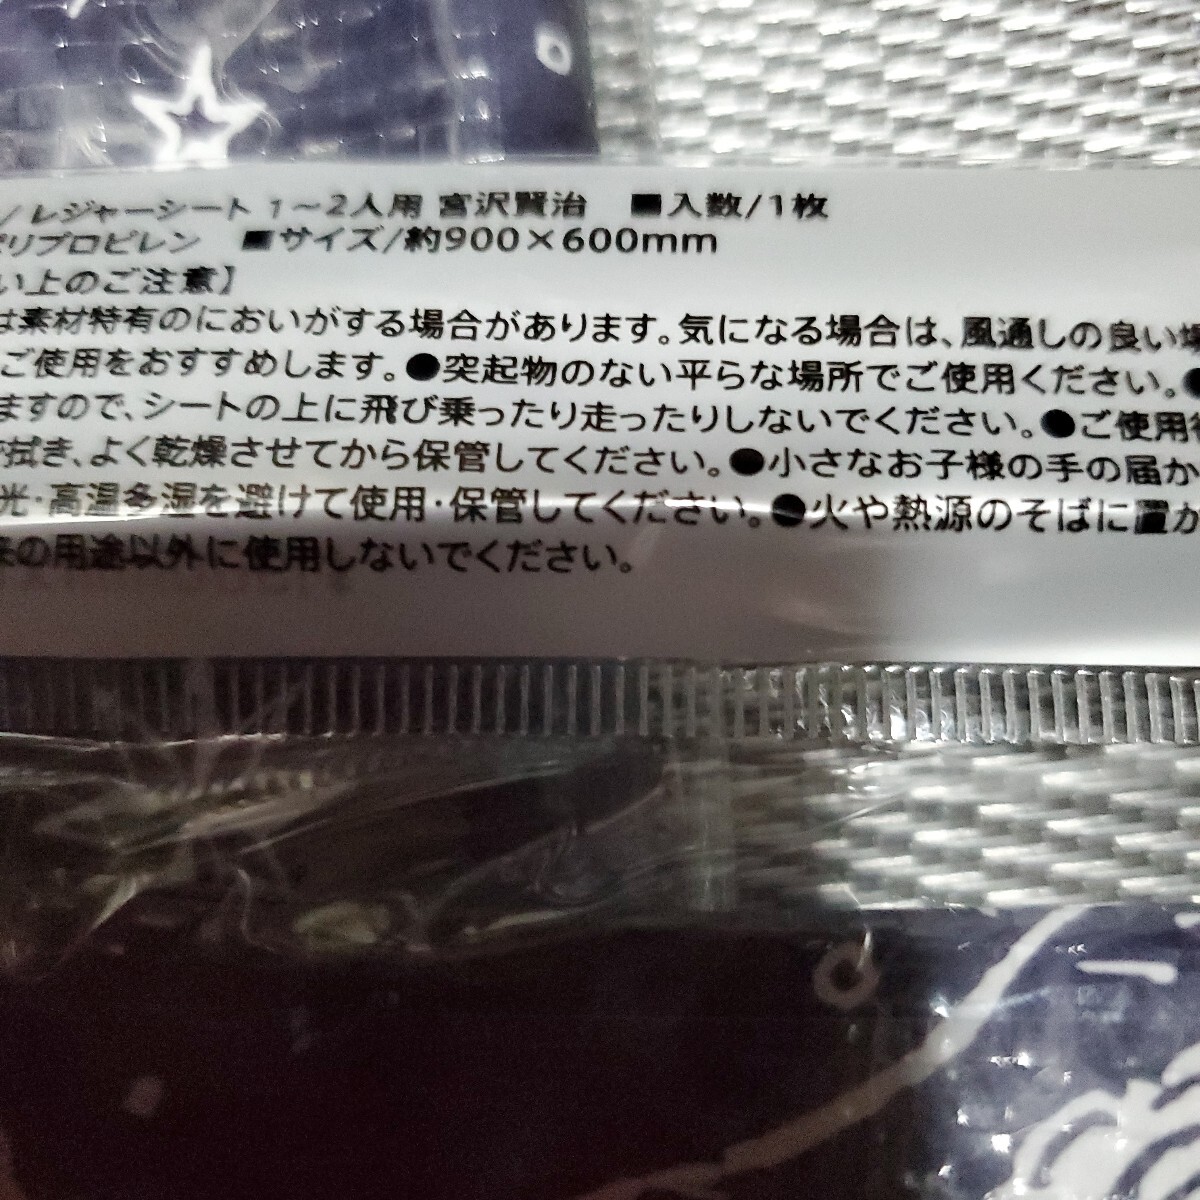 /レジャーシート 1〜2人用 宮沢賢治 ■入数/1枚
ポリプロピレン ■サイズ/約900×600mm
い上のご注意】
は素材特有のにおいがする場合があります。気になる場合は、風通しの良い場
ご使用をおすすめします。●突起物のない平らな場所でご使用ください。●
ますので、シートの上に飛び乗ったり走ったりしないでください。●ご使用後
拭き、よく乾燥させてから保管してください。●小さなお子様の手の届か
光・高温多湿を避けて使用・保管してください。●火や熱源のそばに置か
来の用途以外に使用しないでください。